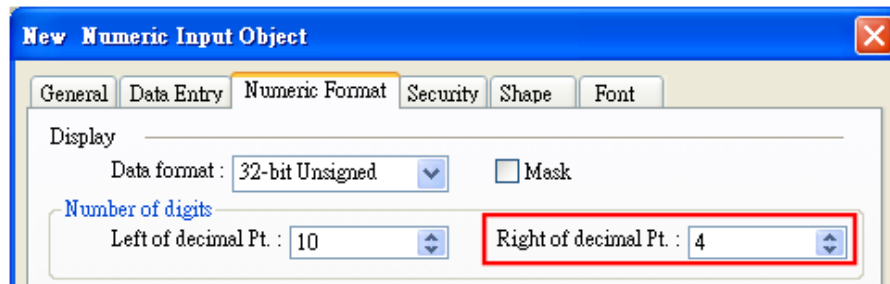 New Numeric Input Object
General Data Entry Numeric Format Security Shape Font
Display
Data format : 32-bit Unsigned Mask
Number of digits
Left of decimal Pt. : 10 Right of decimal Pt. : 4